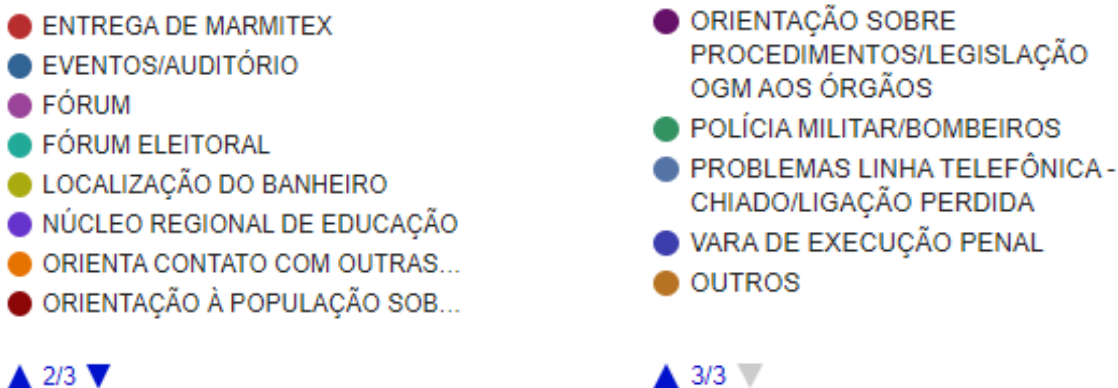 ENTREGA DE MARMITEX
EVENTOS/AUDITÓRIO
FÓRUM
FÓRUM ELEITORAL
LOCALIZAÇÃO DO BANHEIRO
NÚCLEO REGIONAL DE EDUCAÇÃO
ORIENTA CONTATO COM OUTRAS...
ORIENTAÇÃO À POPULAÇÃO SOB...
2/3
ORIENTAÇÃO SOBRE
PROCEDIMENTOS/LEGISLAÇÃO
OGM AOS ÓRGÃOS
POLÍCIA MILITAR/BOMBEIROS
PROBLEMAS LINHA TELEFÔNICA -
CHIADO/LIGAÇÃO PERDIDA
VARA DE EXECUÇÃO PENAL
OUTROS
3/3